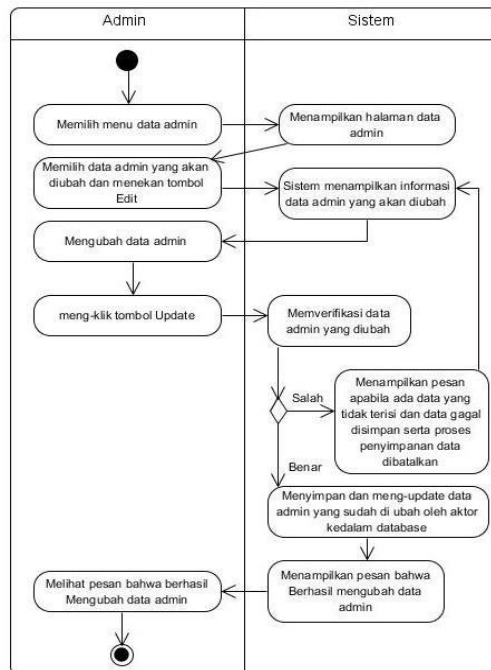 Admin
Sistem
Memilih menu data admin
Menampilkan halaman data
admin
Memilih data admin yang akan
diubah dan menekan tombol
Edit
Sistem menampilkan informasi
data admin yang akan diubah
Mengubah data admin
meng-klik tombol Update
Memverifikasi data
admin yang diubah
Salah
Menampilkan pesan
apabila ada data yang
tidak terisi dan data gagal
disimpan serta proses
penyimpanan data
dibatalkan
Benar
Menyimpan dan meng-update data
admin yang sudah di ubah oleh aktor
kedalam database
Menampilkan pesan bahwa
Berhasil mengubah data
admin
Melihat pesan bahwa berhasil
Mengubah data admin